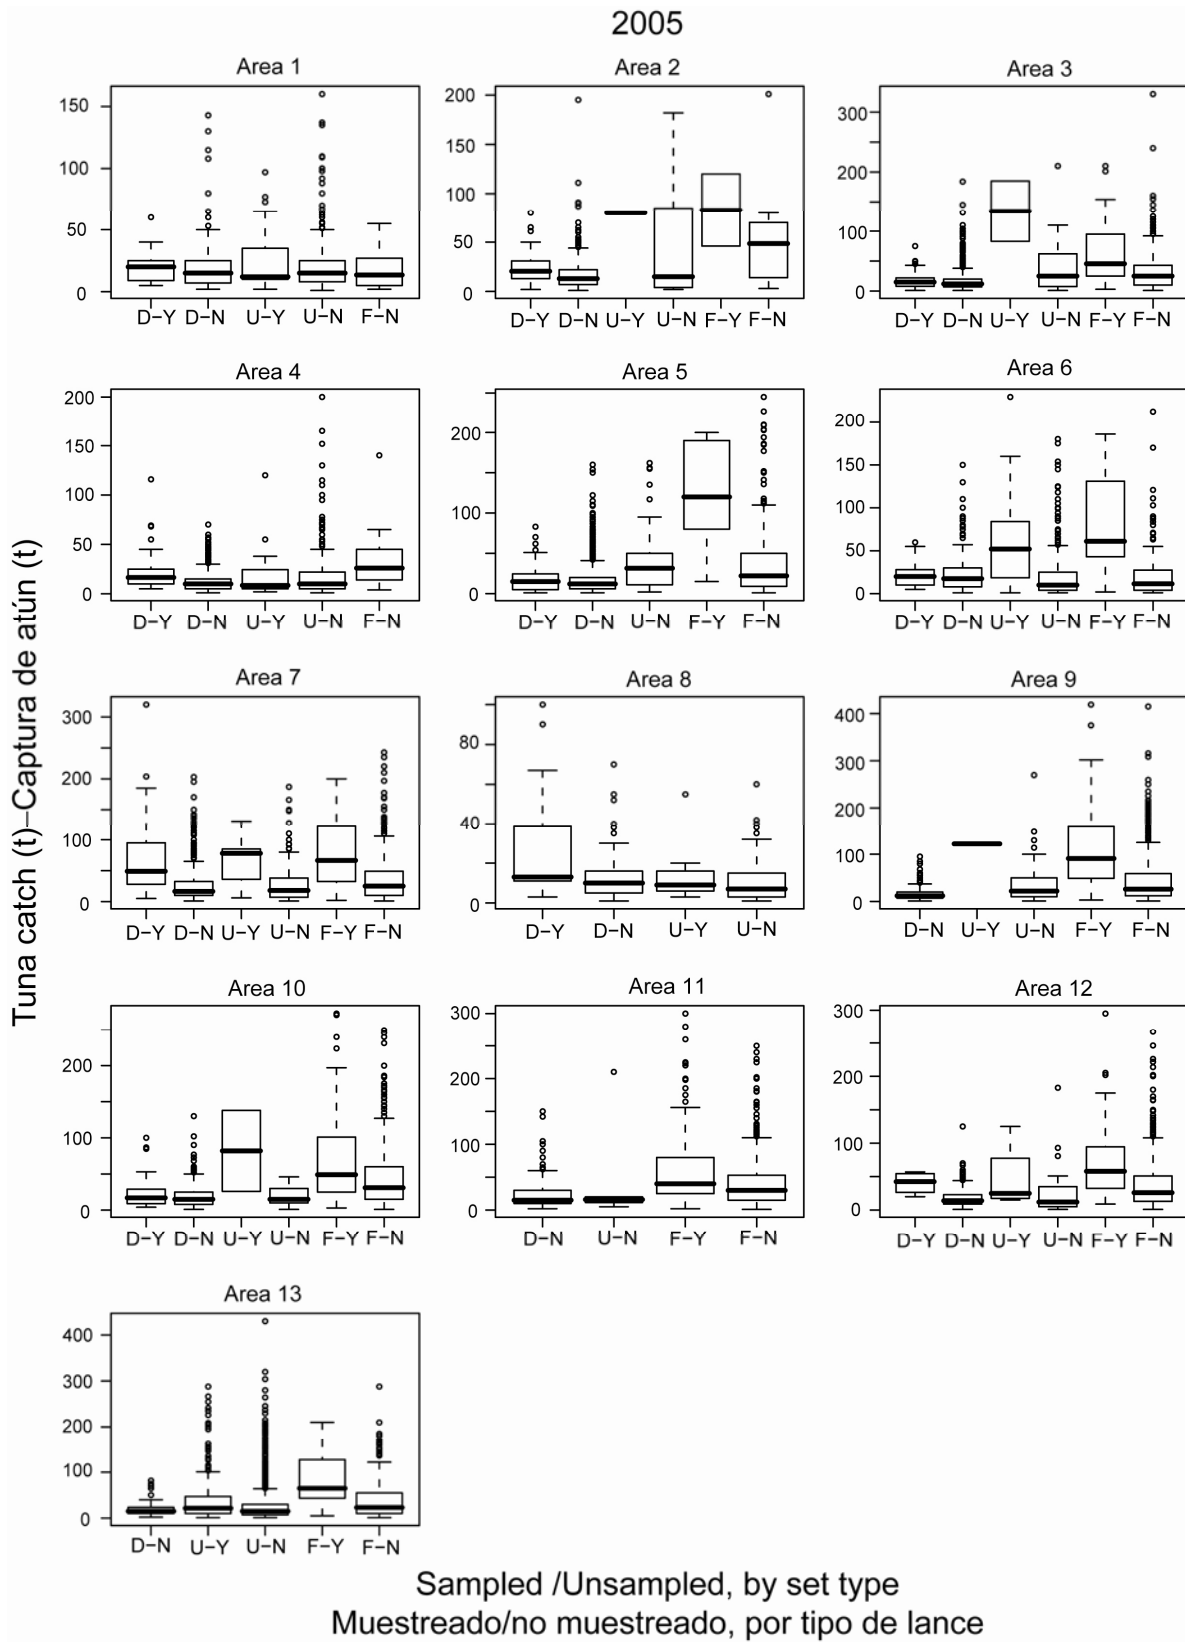 2005
Area 1
Area 2
Area 3
150
100
50
0
D–Y D–N U–Y U–N F–N
200
150
100
50
0
D–Y D–N U–Y U–N F–Y F–N
300
200
100
0
D–Y D–N U–Y U–N F–Y F–N
Area 4
Area 5
Area 6
200
150
100
50
0
D–Y D–N U–Y U–N F–N
200
100
0
D–Y D–N U–N F–Y F–N
200
150
100
50
0
D–Y D–N U–Y U–N F–Y F–N
Tuna catch (t)–Captura de atún (t)
Area 7
Area 8
Area 9
300
200
100
0
D–Y D–N U–Y U–N F–Y F–N
80
40
0
D–Y D–N U–Y U–N
400
300
200
100
0
D–N U–Y U–N F–Y F–N
Area 10
Area 11
Area 12
200
100
0
D–Y D–N U–Y U–N F–Y F–N
300
200
100
0
D–N U–N F–Y F–N
300
200
100
0
D–Y D–N U–Y U–N F–Y F–N
Area 13
400
300
200
100
0
D–N U–Y U–N F–Y F–N
Sampled /Unsampled, by set type
Muestreado/no muestreado, por tipo de lance